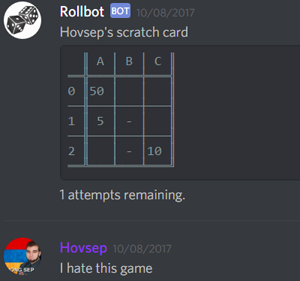 Rollbot BOT 10/08/2017
Hovsep's scratch card
A B C
0 50
1 5 -
2 - 10
1 attempts remaining.
Hovsep 10/08/2017
I hate this game